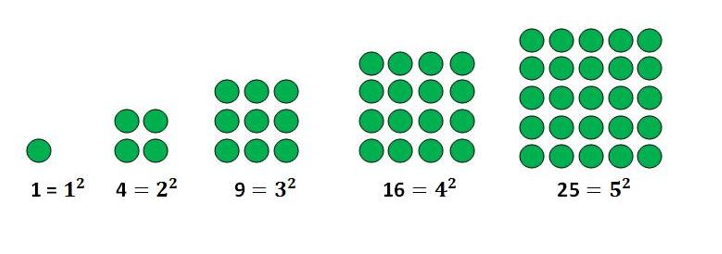 1 = 1² 4 = 2² 9 = 3² 16 = 4² 25 = 5²